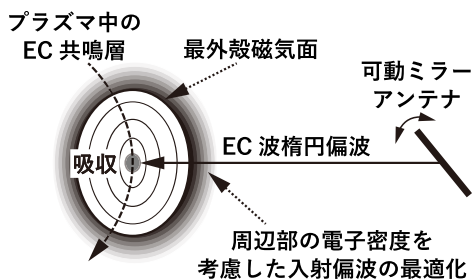 プラズマ中の
EC 共鳴層
最外殻磁気面
可動ミラー
アンテナ
EC 波楕円偏波
吸収
周辺部の電子密度を
考慮した入射偏波の最適化